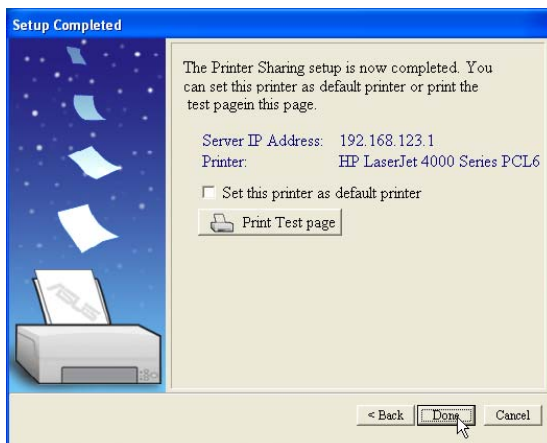 Setup Completed
The Printer Sharing setup is now completed. You
can set this printer as default printer or print the
test pagein this page.
Server IP Address: 192.168.123.1
Printer: HP LaserJet 4000 Series PCL6
Set this printer as default printer
Print Test page
ASUS
< Back Done Cancel